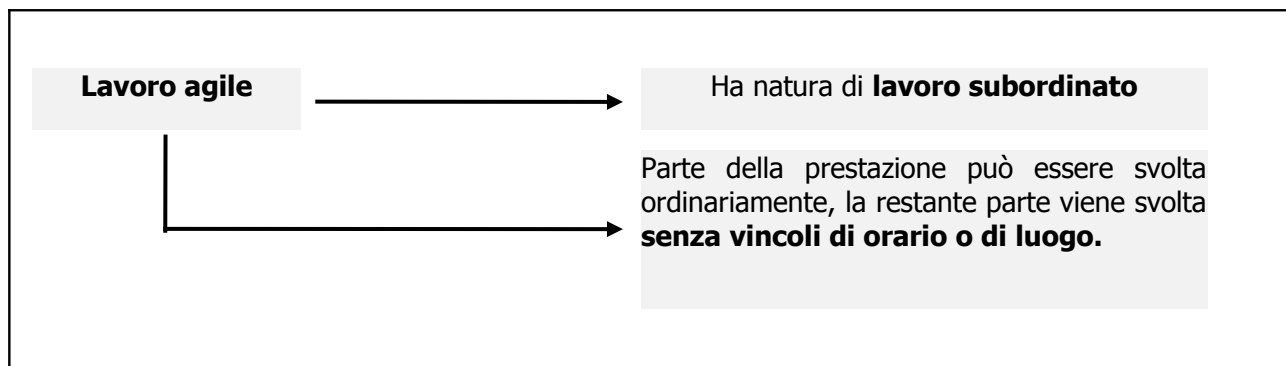 Lavoro agile
Ha natura di lavoro subordinato
Parte della prestazione può essere svolta
ordinariamente, la restante parte viene svolta
senza vincoli di orario o di luogo.